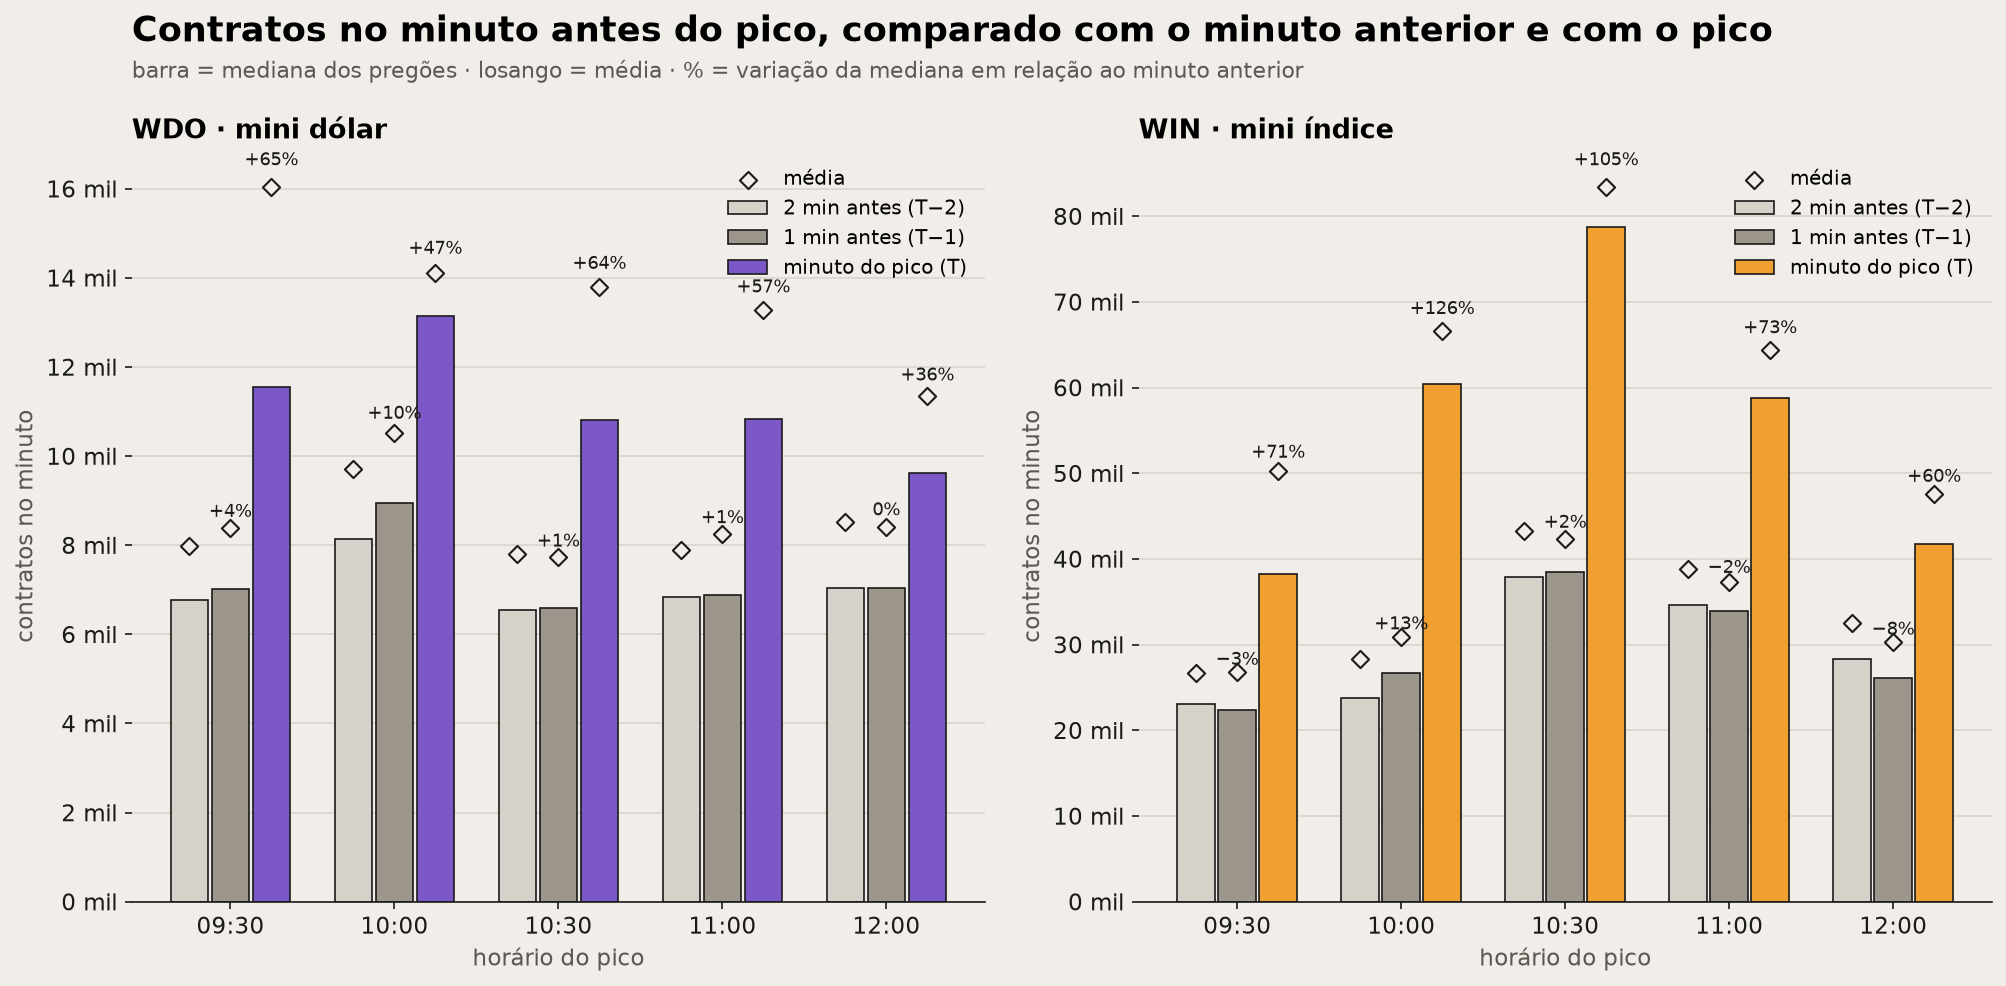 Contratos no minuto antes do pico, comparado com o minuto anterior e com o pico
barra = mediana dos pregões · losango = média · % = variação da mediana em relação ao minuto anterior
WDO · mini dólar
média
2 min antes (T−2)
1 min antes (T−1)
minuto do pico (T)
contratos no minuto
16 mil
14 mil
12 mil
10 mil
8 mil
6 mil
4 mil
2 mil
0 mil
+4%
+65%
+10%
+47%
+1%
+64%
+1%
+57%
0%
+36%
09:30
10:00
10:30
11:00
12:00
horário do pico
WIN · mini índice
média
2 min antes (T−2)
1 min antes (T−1)
minuto do pico (T)
contratos no minuto
80 mil
70 mil
60 mil
50 mil
40 mil
30 mil
20 mil
10 mil
0 mil
−3%
+71%
+13%
+126%
+2%
+105%
−2%
+73%
−8%
+60%
09:30
10:00
10:30
11:00
12:00
horário do pico